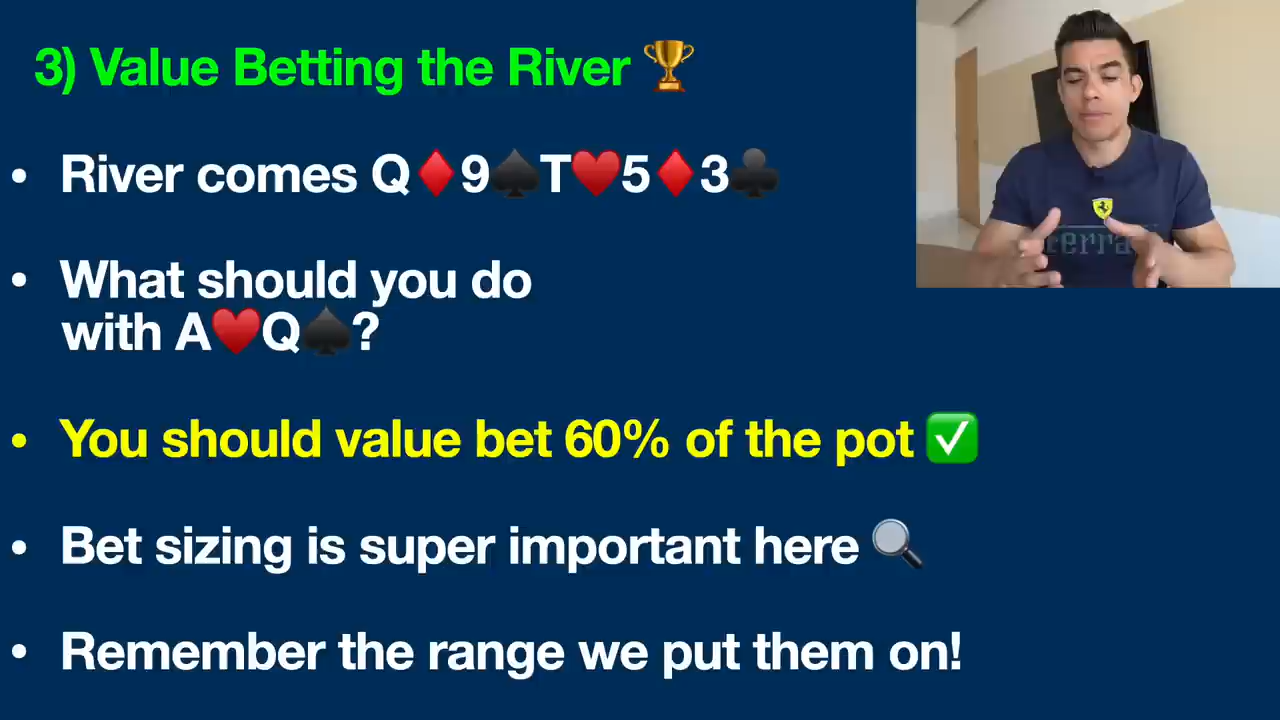 3) Value Betting the River 🏆
• River comes Q♦️9♠️T♥️5♦️3♣️
• What should you do
with A♥️Q♠️?
• You should value bet 60% of the pot ✅
• Bet sizing is super important here 🔍
• Remember the range we put them on!